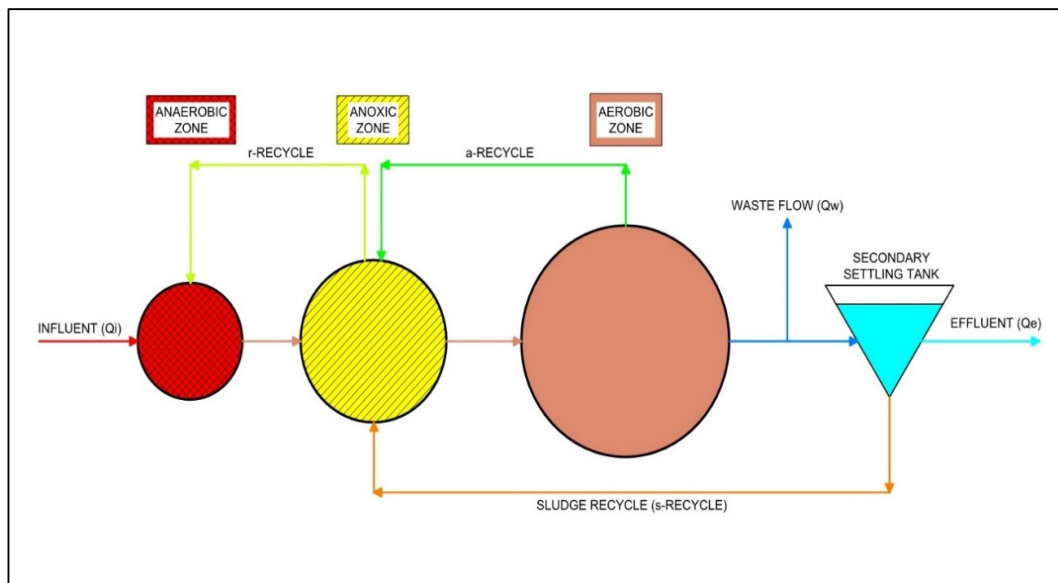 ANAEROBIC
ZONE
ANOXIC
ZONE
AEROBIC
ZONE
r-RECYCLE
a-RECYCLE
WASTE FLOW (Qw)
SECONDARY
SETTLING TANK
INFLUENT (Qi)
EFFLUENT (Qe)
SLUDGE RECYCLE (s-RECYCLE)